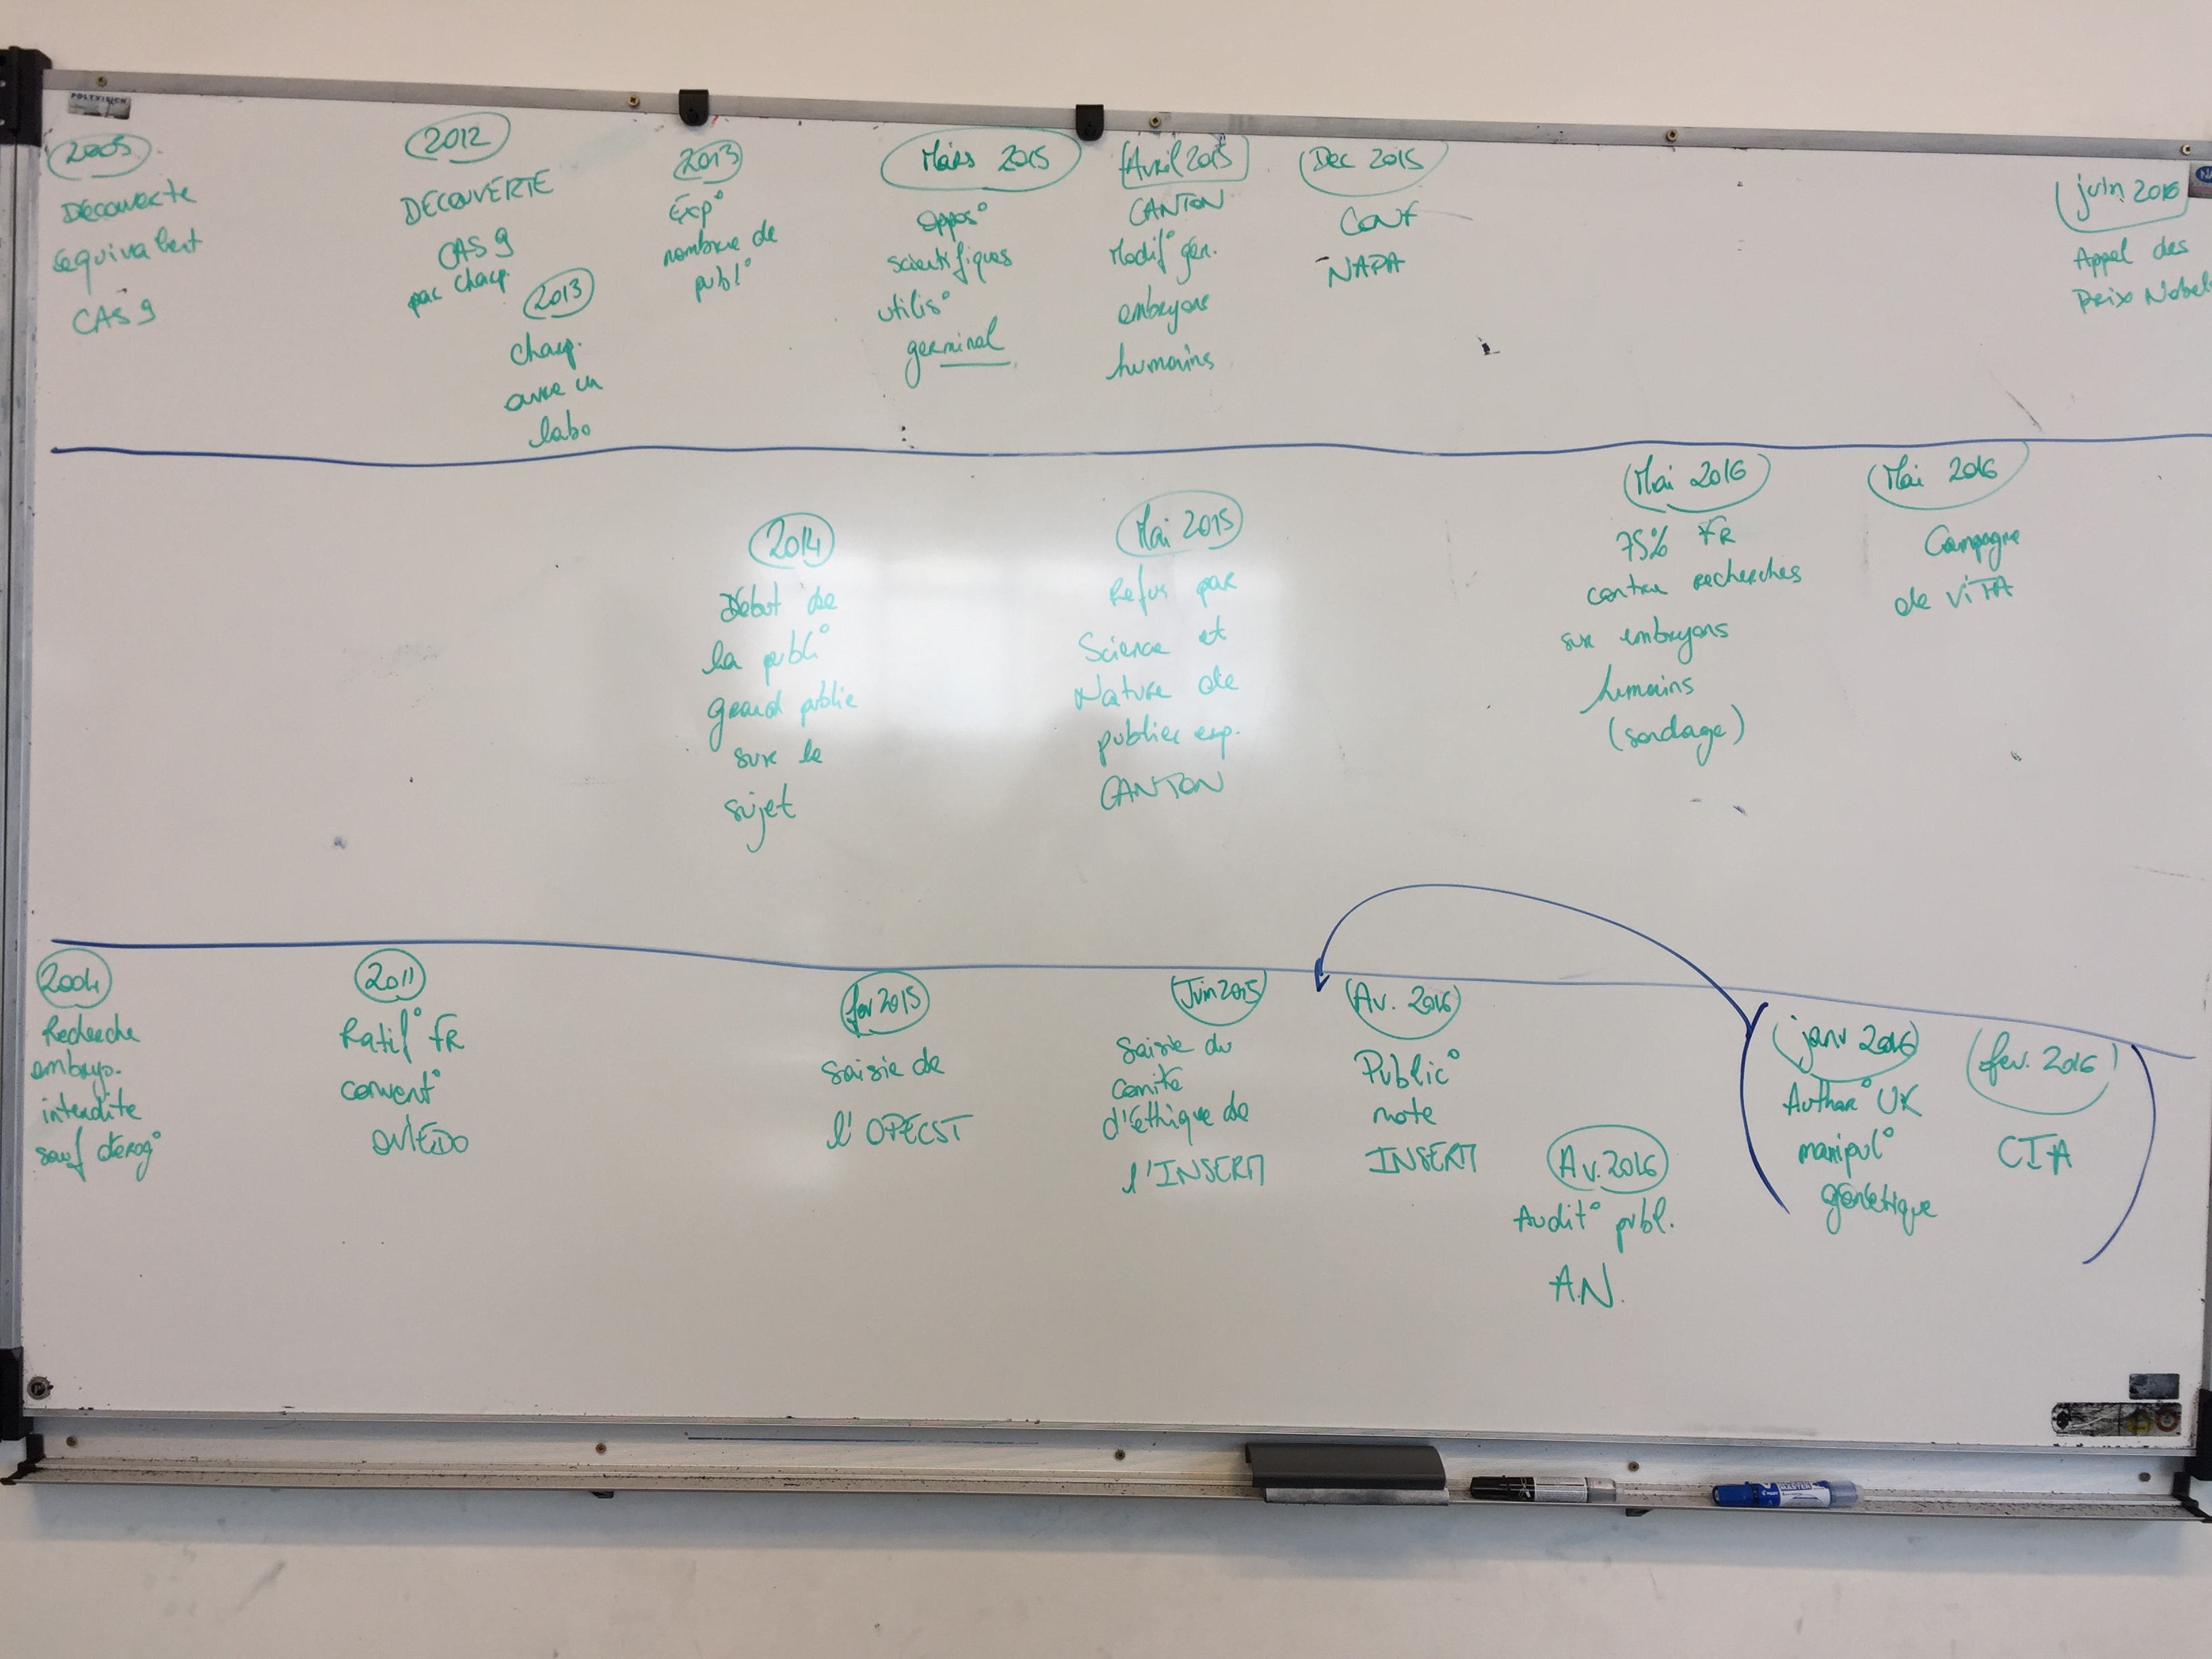 POLYVISION
2005
Découverte
séquivalent
CAS 9
2012
DECOUVERTE
CAS 9
par charp.
2013
charp.
ouvre un
labo
2013
Exp°
nombre de
publ°
Mars 2015
oppos°
scientifiques
utilis°
germinal
Avril 2015
CANTON
Modif° gén.
embryons
humains
Dec 2015
CONF
NAPA
juin 2016
Appel des
Prix Nobel
2014
Début de
la publi°
grand public
sur le
sujet
Mai 2015
Refus par
Science et
Nature de
publier exp.
CANTON
Mai 2016
75% FR
contre recherches
sur embryons
humains
(sondage)
Mai 2016
Campagne
de viTA
2004
Recherche
embryo.
interdite
sauf dérog°
2011
Ratif° FR
convent°
OVIEDO
fev 2015
Saisie de
l'OPECST
Juin 2015
Saisie du
Comité
d'éthique de
l'INSERM
Av. 2016
Public°
note
INSERM
Av. 2016
Audit° publ.
A.N.
janv 2016
Author° UK
manipul°
génétique
fev. 2016
CIA